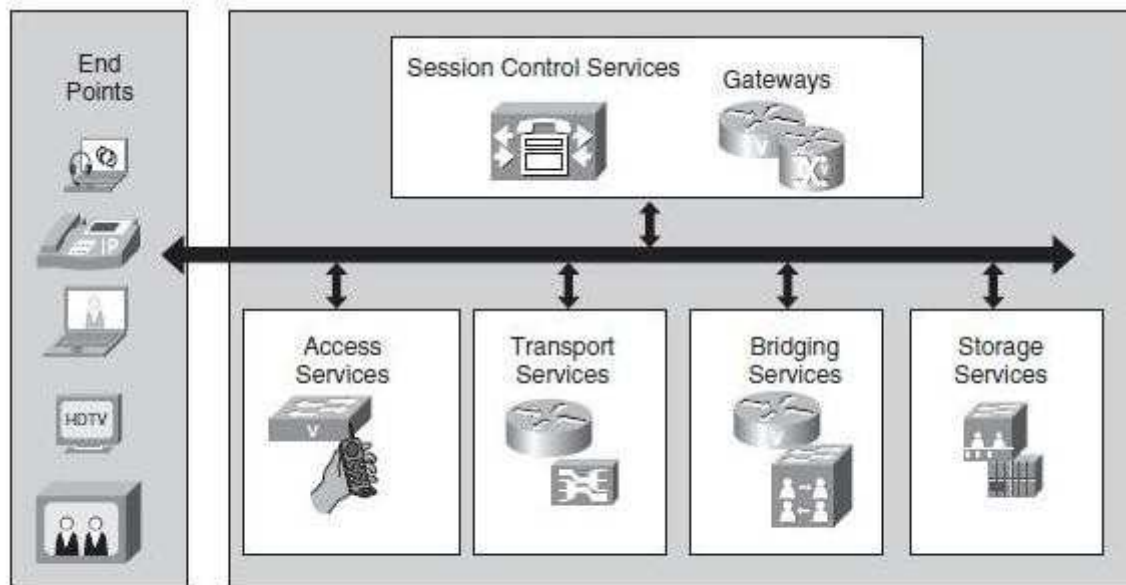 End
Points
IP
HDTV
Session Control Services
Gateways
V
Access
Services
V
Transport
Services
Bridging
Services
V
Storage
Services